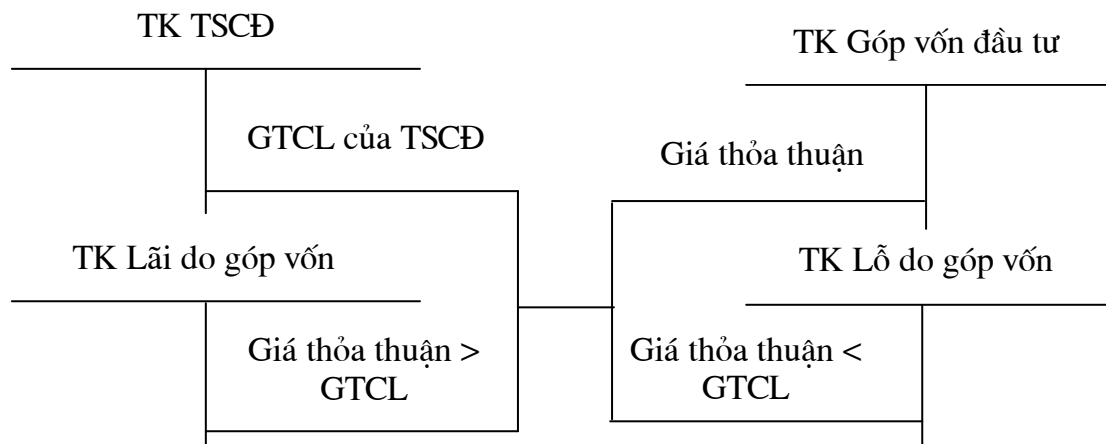 TK TSCĐ
TK Góp vốn đầu tư
GTCL của TSCĐ
Giá thỏa thuận
TK Lãi do góp vốn
TK Lỗ do góp vốn
Giá thỏa thuận >
GTCL
Giá thỏa thuận <
GTCL